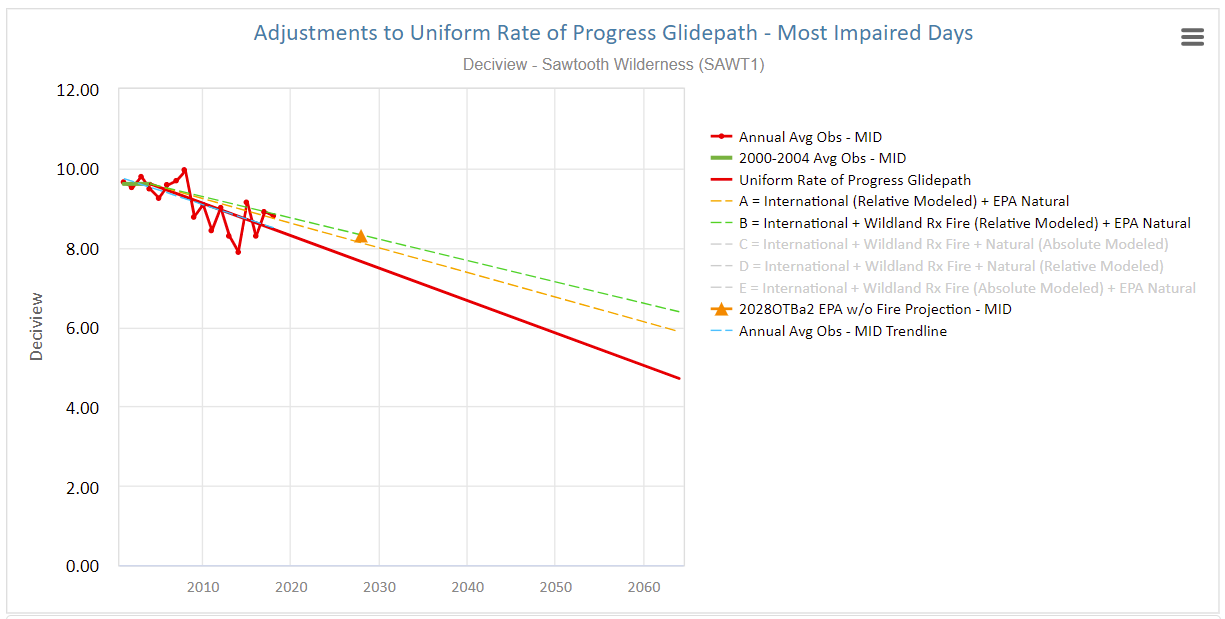 Adjustments to Uniform Rate of Progress Glidepath - Most Impaired Days
Deciview - Sawtooth Wilderness (SAWT1)
12.00
10.00
8.00
6.00
4.00
2.00
0.00
Deciview
2010
2020
2030
2040
2050
2060
Annual Avg Obs - MID
2000-2004 Avg Obs - MID
Uniform Rate of Progress Glidepath
A = International (Relative Modeled) + EPA Natural
B = International + Wildland Rx Fire (Relative Modeled) + EPA Natural
C = International + Wildland Rx Fire + Natural (Absolute Modeled)
D = International + Wildland Rx Fire + Natural (Relative Modeled)
E = International + Wildland Rx Fire (Absolute Modeled) + EPA Natural
2028OTBa2 EPA w/o Fire Projection - MID
Annual Avg Obs - MID Trendline